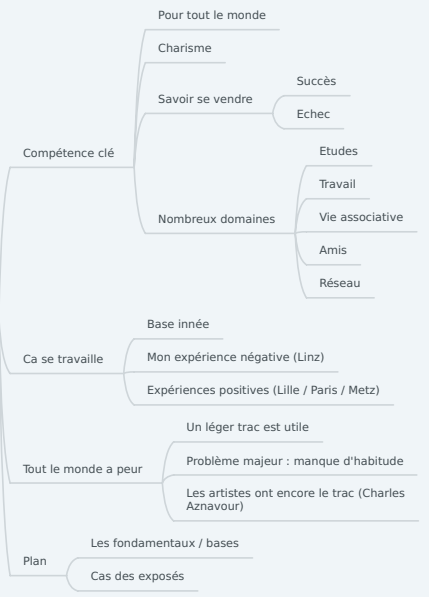 Pour tout le monde
Charisme
Savoir se vendre
Succès
Echec
Compétence clé
Nombreux domaines
Etudes
Travail
Vie associative
Amis
Réseau
Ca se travaille
Base innée
Mon expérience négative (Linz)
Expériences positives (Lille / Paris / Metz)
Tout le monde a peur
Un léger trac est utile
Problème majeur : manque d'habitude
Les artistes ont encore le trac (Charles
Aznavour)
Plan
Les fondamentaux / bases
Cas des exposés